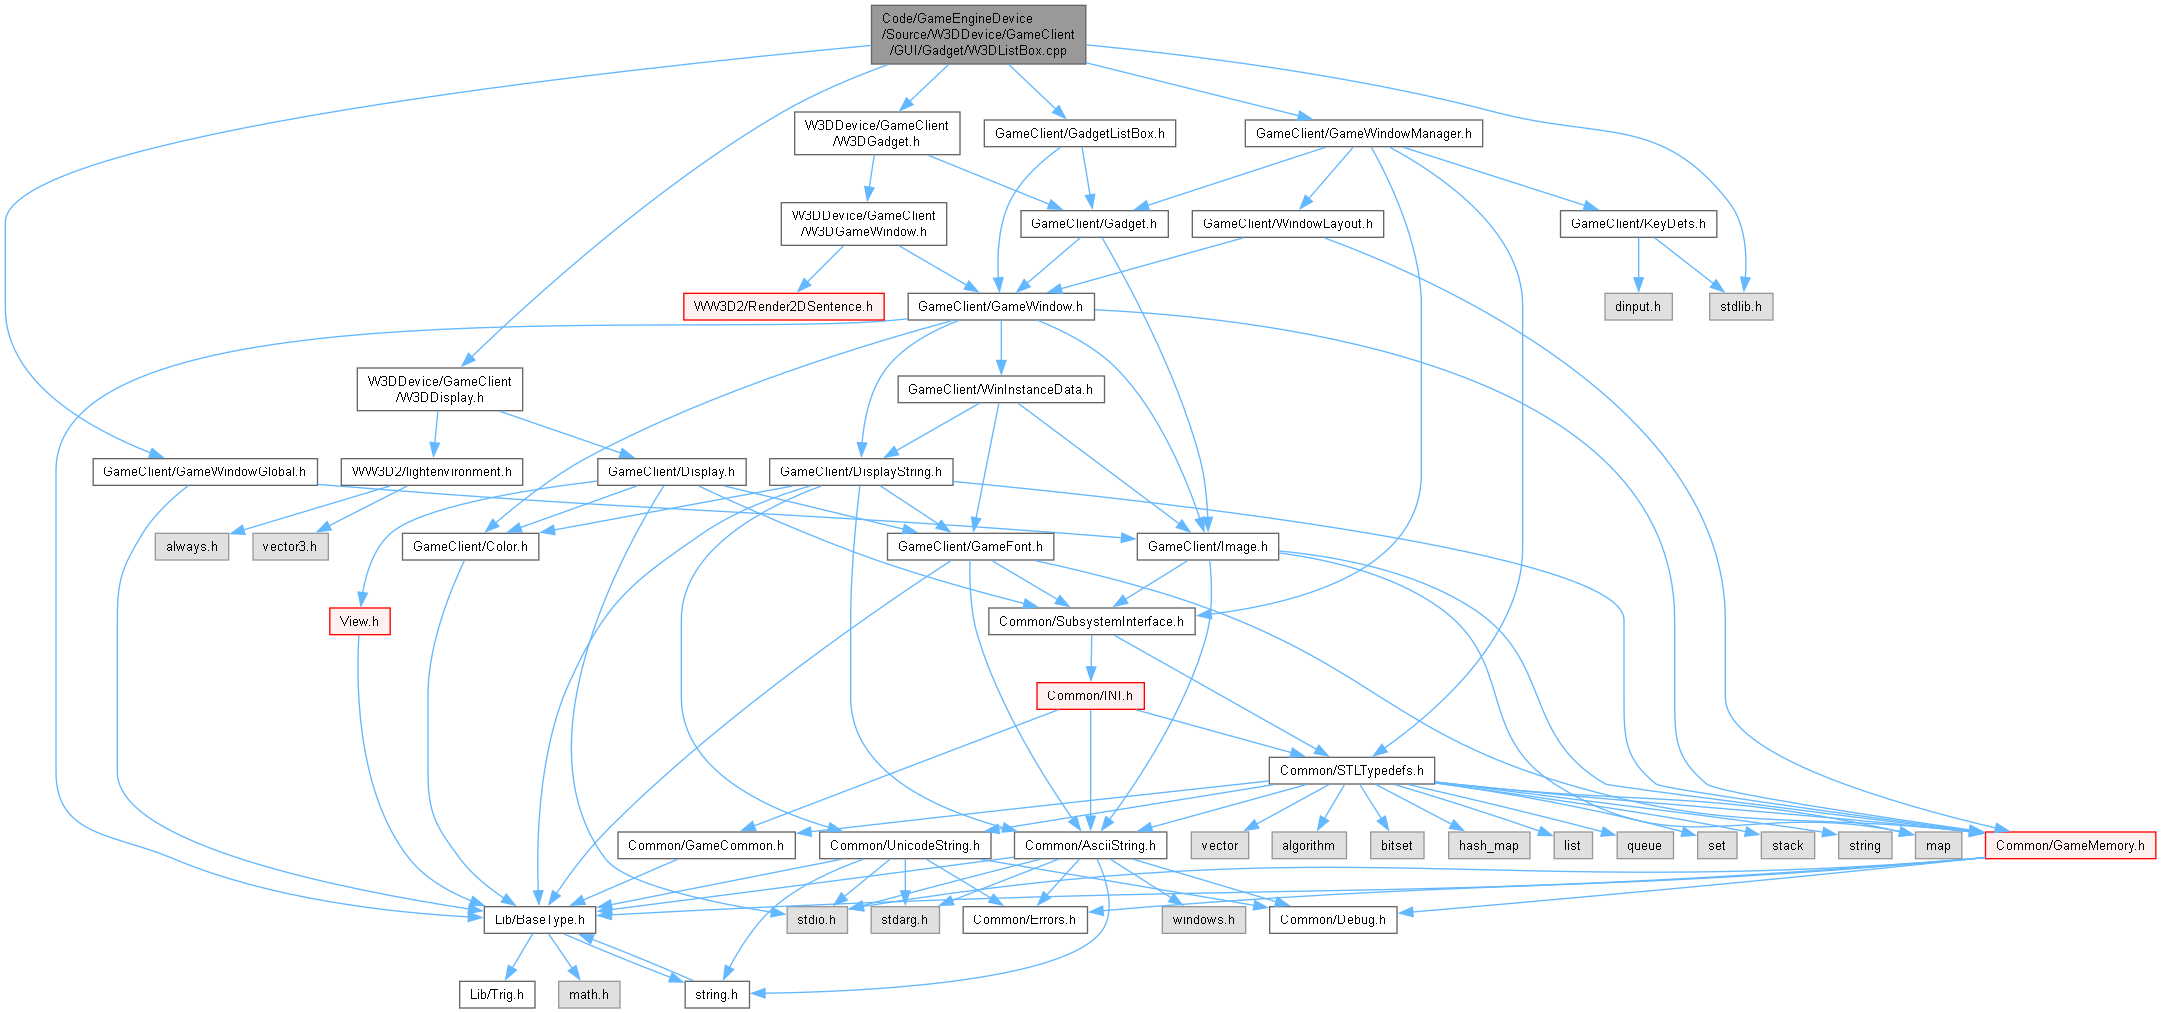 Code/GameEngineDevice
/Source/W3DDevice/GameClient
/GUI/Gadget/W3DListBox.cpp
W3DDevice/GameClient
/W3DGadget.h
GameClient/GadgetListBox.h
GameClient/GameWindowManager.h
W3DDevice/GameClient
/W3DGameWindow.h
GameClient/Gadget.h
GameClient/WindowLayout.h
GameClient/KeyDefs.h
WW3D2/Render2DSentence.h
GameClient/GameWindow.h
dinput.h
stdlib.h
W3DDevice/GameClient
/W3DDisplay.h
GameClient/WinInstanceData.h
GameClient/GameWindowGlobal.h
WW3D2/lightenvironment.h
GameClient/Display.h
GameClient/DisplayString.h
always.h
vector3.h
GameClient/Color.h
GameClient/GameFont.h
GameClient/Image.h
View.h
Common/SubsystemInterface.h
Common/INI.h
Common/STLTypedefs.h
Common/GameCommon.h
Common/UnicodeString.h
Common/AsciiString.h
vector
algorithm
bitset
hash_map
list
queue
set
stack
string
map
Common/GameMemory.h
Lib/BaseType.h
stdio.h
stdarg.h
Common/Errors.h
windows.h
Common/Debug.h
Lib/Trig.h
math.h
string.h